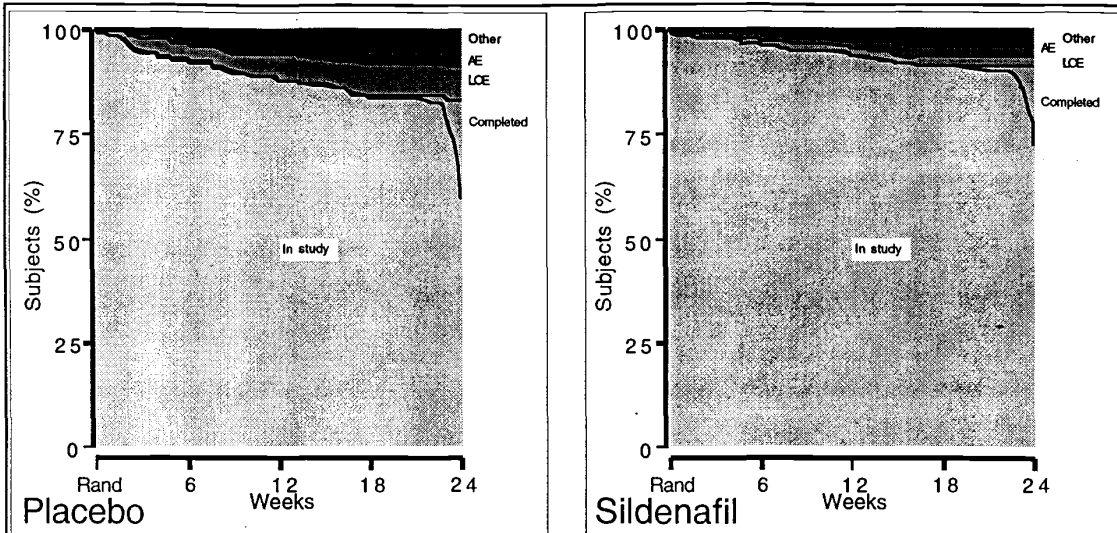 100
75
50
25
0
Subjects (%)
Other
AE
LOE
Completed
In study
Rand 6 12 18 24
Weeks
Placebo
100
75
50
25
0
Subjects (%)
Other
AE
LOE
Completed
In study
Rand 6 12 18 24
Weeks
Sildenafil